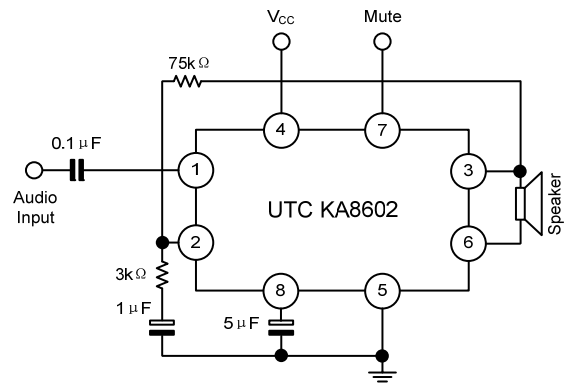 VCC
Mute
75kΩ
0.1μF
4
7
1
3
Audio
Input
UTC KA8602
Speaker
2
6
3kΩ
8
5
1μF
5μF